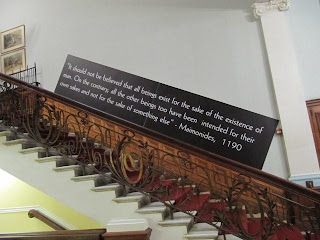 "It should not be believed that all beings exist for the sake of the existence of
man. On the contrary, all the other beings too have been intended for their
own sakes and not for the sake of something else" - Maimonides, 1190